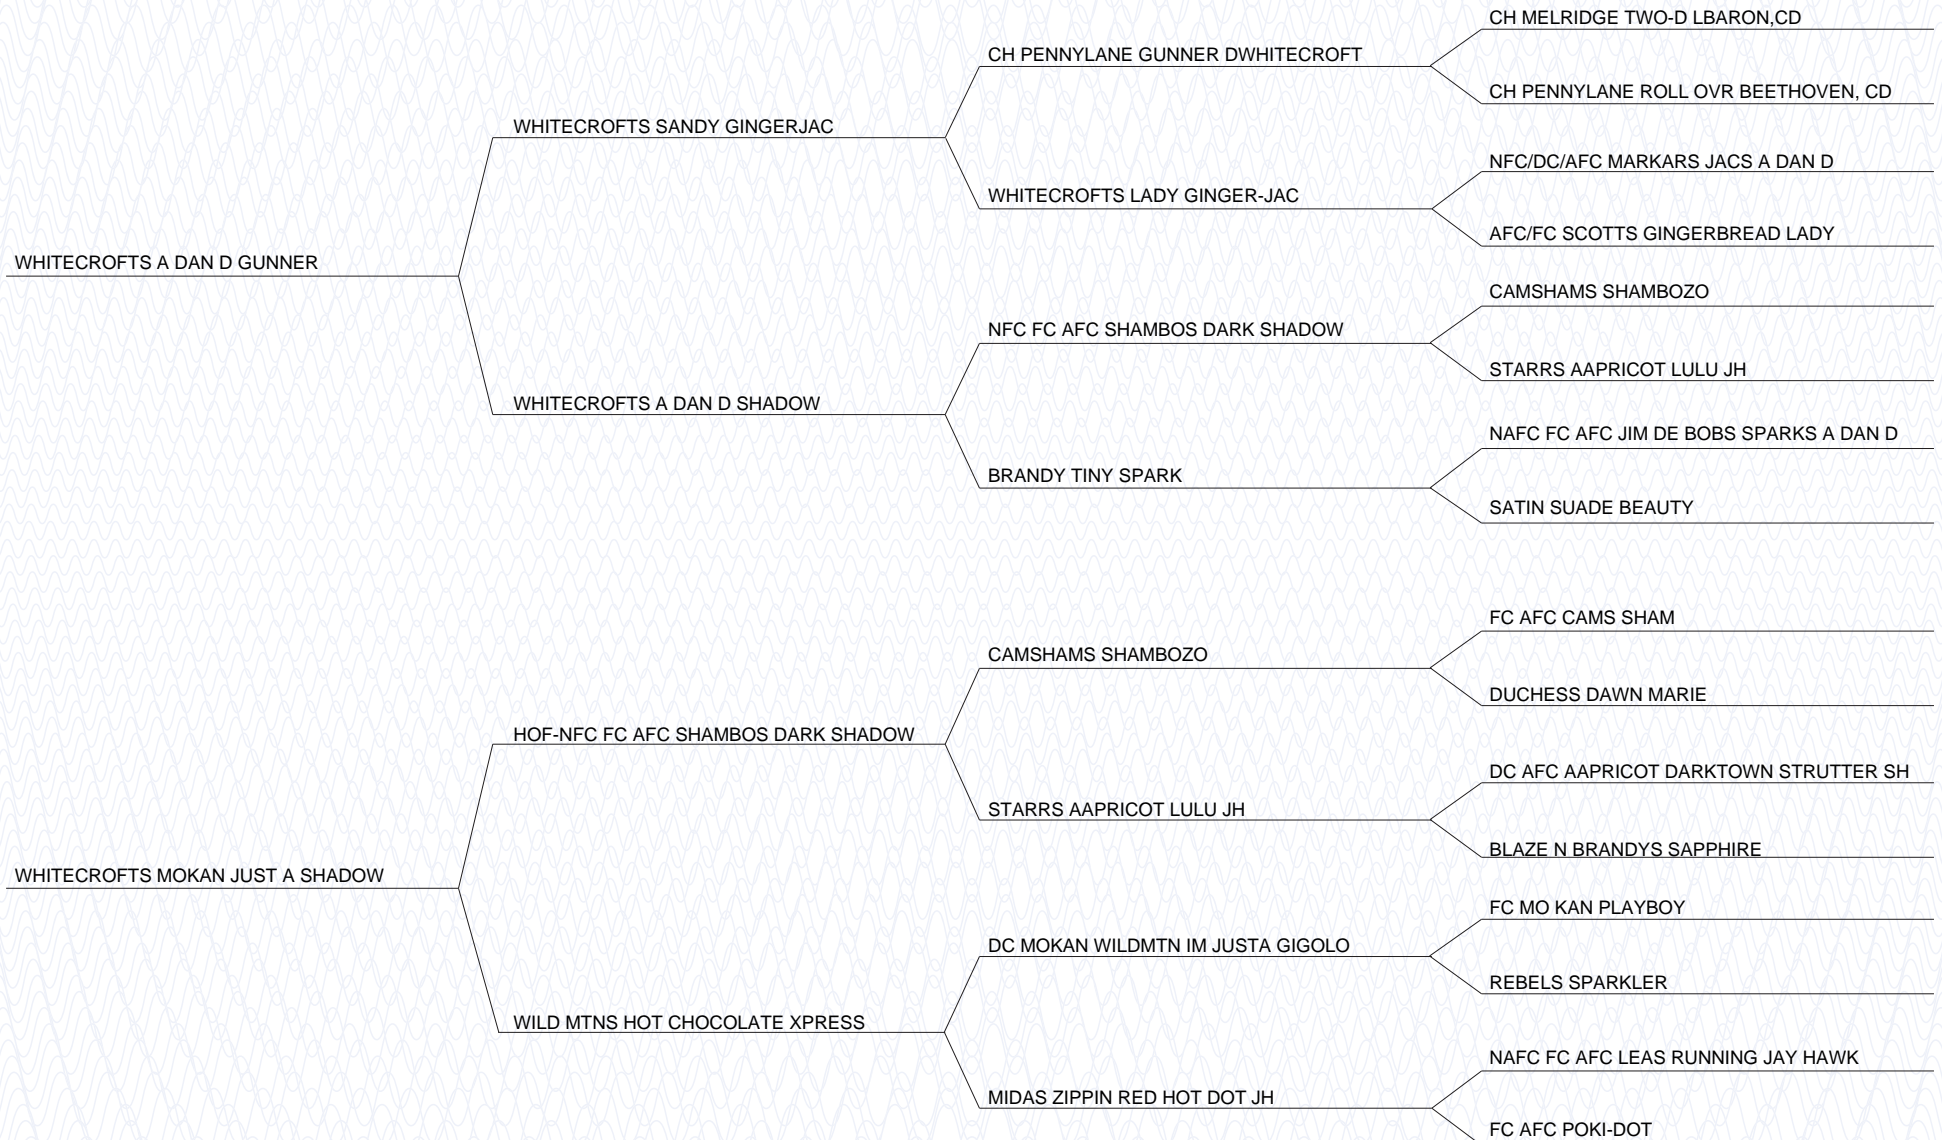 CH MELRIDGE TWO-D LBARON,CD
CH PENNYLANE GUNNER DWHITECROFT
CH PENNYLANE ROLL OVR BEETHOVEN, CD
WHITECROFTS SANDY GINGERJAC
NFC/DC/AFC MARKARS JACS A DAN D
WHITECROFTS LADY GINGER-JAC
AFC/FC SCOTTS GINGERBREAD LADY
WHITECROFTS A DAN D GUNNER
CAMSHAMS SHAMBOZO
NFC FC AFC SHAMBOS DARK SHADOW
STARRS AAPRICOT LULU JH
WHITECROFTS A DAN D SHADOW
NAFC FC AFC JIM DE BOBS SPARKS A DAN D
BRANDY TINY SPARK
SATIN SUADE BEAUTY
FC AFC CAMS SHAM
CAMSHAMS SHAMBOZO
DUCHESS DAWN MARIE
HOF-NFC FC AFC SHAMBOS DARK SHADOW
DC AFC AAPRICOT DARKTOWN STRUTTER SH
STARRS AAPRICOT LULU JH
BLAZE N BRANDYS SAPPHIRE
WHITECROFTS MOKAN JUST A SHADOW
FC MO KAN PLAYBOY
DC MOKAN WILDMTN IM JUSTA GIGOLO
REBELS SPARKLER
WILD MTNS HOT CHOCOLATE XPRESS
NAFC FC AFC LEAS RUNNING JAY HAWK
MIDAS ZIPPIN RED HOT DOT JH
FC AFC POKI-DOT